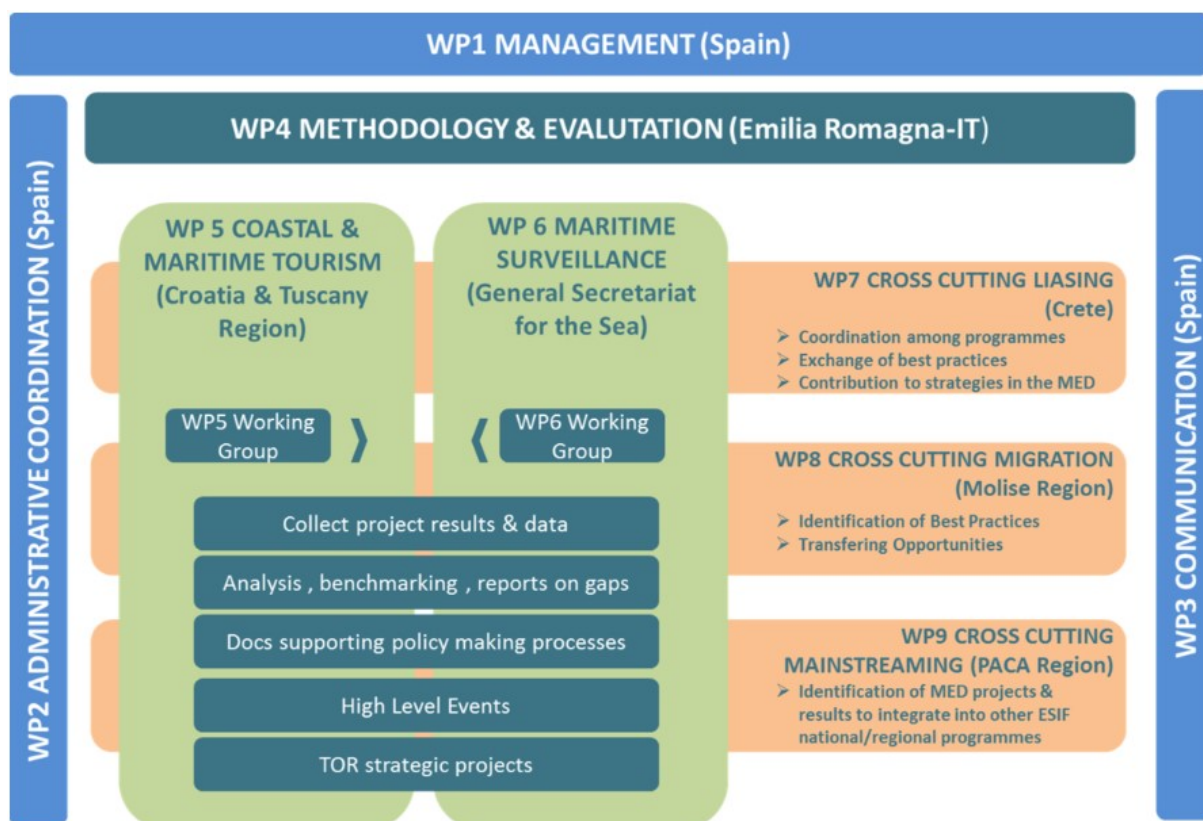 WP1 MANAGEMENT (Spain)
WP2 ADMINISTRATIVE COORDINATION (Spain)
WP4 METHODOLOGY & EVALUTATION (Emilia Romagna-IT)
WP 5 COASTAL &
MARITIME TOURISM
(Croatia & Tuscany
Region)
WP 6 MARITIME
SURVEILLANCE
(General Secretariat
for the Sea)
WP5 Working
Group
WP6 Working
Group
Collect project results & data
Analysis , benchmarking , reports on gaps
Docs supporting policy making processes
High Level Events
TOR strategic projects
WP7 CROSS CUTTING LIASING
(Crete)
➢ Coordination among programmes
➢ Exchange of best practices
➢ Contribution to strategies in the MED
WP8 CROSS CUTTING MIGRATION
(Molise Region)
➢ Identification of Best Practices
➢ Transfering Opportunities
WP9 CROSS CUTTING
MAINSTREAMING (PACA Region)
➢ Identification of MED projects &
results to integrate into other ESIF
national/regional programmes
WP3 COMMUNICATION (Spain)